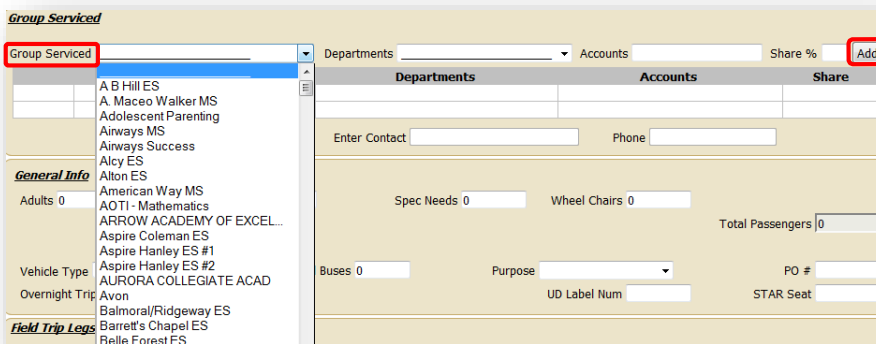 Group Serviced
Group Serviced Departments Accounts Share % Add
Departments Accounts Share
A B Hill ES
A. Maceo Walker MS
Adolescent Parenting
Airways MS
Airways Success
Alcy ES
Alton ES
American Way MS
AOTI - Mathematics
ARROW ACADEMY OF EXCEL...
Aspire Coleman ES
Aspire Hanley ES #1
Aspire Hanley ES #2
AURORA COLLEGIATE ACAD
Avon
Balmoral/Ridgeway ES
Barrett's Chapel ES
Belle Forest ES
Enter Contact Phone
General Info
Adults 0 Spec Needs 0 Wheel Chairs 0
Total Passengers 0
Vehicle Type Buses 0 Purpose PO #
Overnight Trip UD Label Num STAR Seat
Field Trip Legs